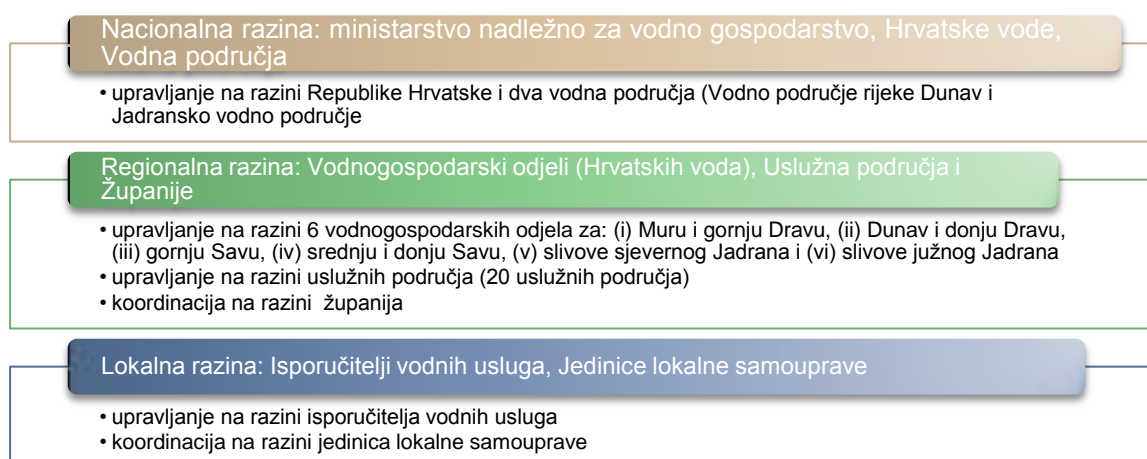 Nacionalna razina: ministarstvo nadležno za vodno gospodarstvo, Hrvatske vode,
Vodna područja
• upravljanje na razini Republike Hrvatske i dva vodna područja (Vodno područje rijeke Dunav i
Jadransko vodno područje
Regionalna razina: Vodnogospodarski odjeli (Hrvatskih voda), Uslužna područja i
Županije
• upravljanje na razini 6 vodnogospodarskih odjela za: (i) Muru i gornju Dravu, (ii) Dunav i donju Dravu,
(iii) gornju Savu, (iv) srednju i donju Savu, (v) slivove sjevernog Jadrana i (vi) slivove južnog Jadrana
• upravljanje na razini uslužnih područja (20 uslužnih područja)
• koordinacija na razini županija
Lokalna razina: Isporučitelji vodnih usluga, Jedinice lokalne samouprave
• upravljanje na razini isporučitelja vodnih usluga
• koordinacija na razini jedinica lokalne samouprave